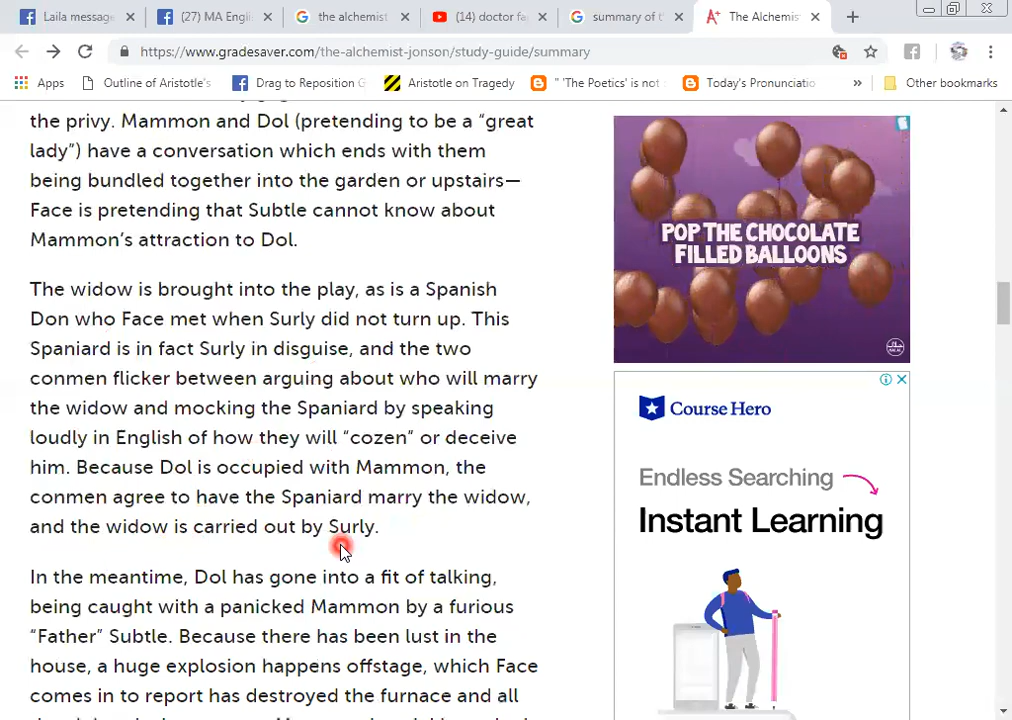 Laila message
(27) MA Engli
the alchemist
(14) doctor fa
summary of t
The Alchemis
https://www.gradesaver.com/the-alchemist-jonson/study-guide/summary
Apps
Outline of Aristotle's
Drag to Reposition G
Aristotle on Tragedy
" 'The Poetics' is not
Today's Pronunciatio
»
Other bookmarks
the privy. Mammon and Dol (pretending to be a “great
lady”) have a conversation which ends with them
being bundled together into the garden or upstairs—
Face is pretending that Subtle cannot know about
Mammon’s attraction to Dol.
The widow is brought into the play, as is a Spanish
Don who Face met when Surly did not turn up. This
Spaniard is in fact Surly in disguise, and the two
conmen flicker between arguing about who will marry
the widow and mocking the Spaniard by speaking
loudly in English of how they will “cozen” or deceive
him. Because Dol is occupied with Mammon, the
conmen agree to have the Spaniard marry the widow,
and the widow is carried out by Surly.
In the meantime, Dol has gone into a fit of talking,
being caught with a panicked Mammon by a furious
“Father” Subtle. Because there has been lust in the
house, a huge explosion happens offstage, which Face
comes in to report has destroyed the furnace and all
POP THE CHOCOLATE
FILLED BALLOONS
Course Hero
Endless Searching
Instant Learning